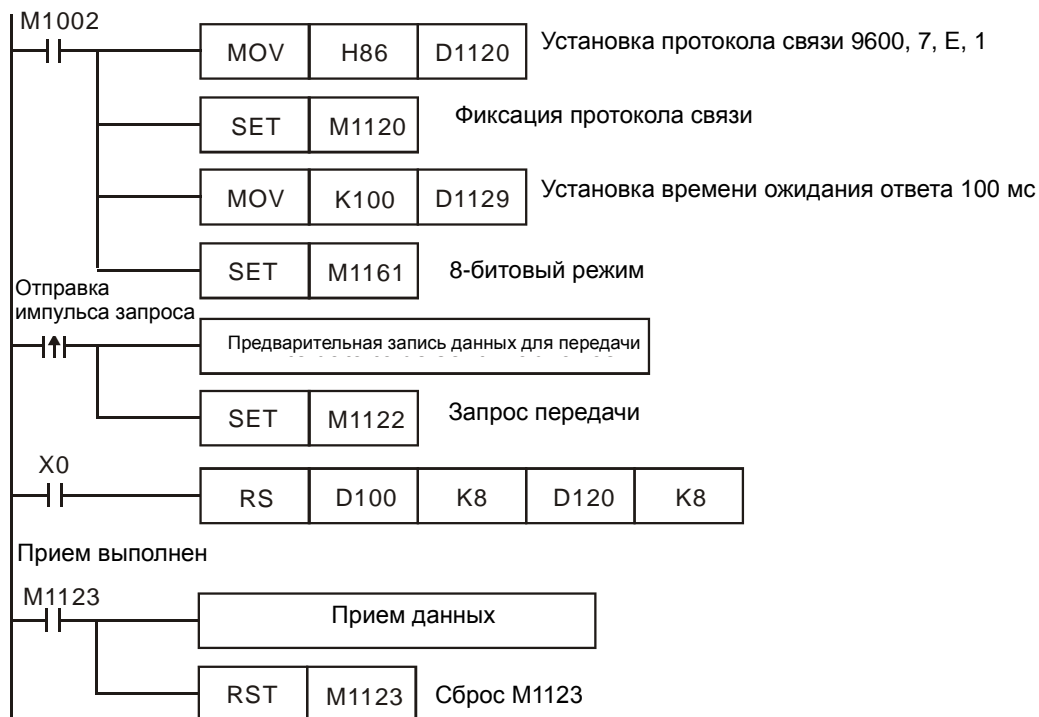 M1002
MOV H86 D1120 Установка протокола связи 9600, 7, E, 1
SET M1120 Фиксация протокола связи
MOV K100 D1129 Установка времени ожидания ответа 100 мс
SET M1161 8-битовый режим
Отправка
импульса запроса
Предварительная запись данных для передачи
SET M1122 Запрос передачи
X0
RS D100 K8 D120 K8
Прием выполнен
M1123
Прием данных
RST M1123 Сброс M1123